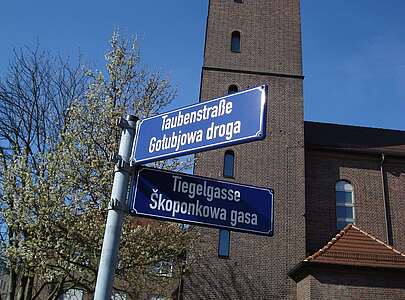 Taubenstraße
Gołubjowa droga
Tiegelgasse
Škoponkowa gasa